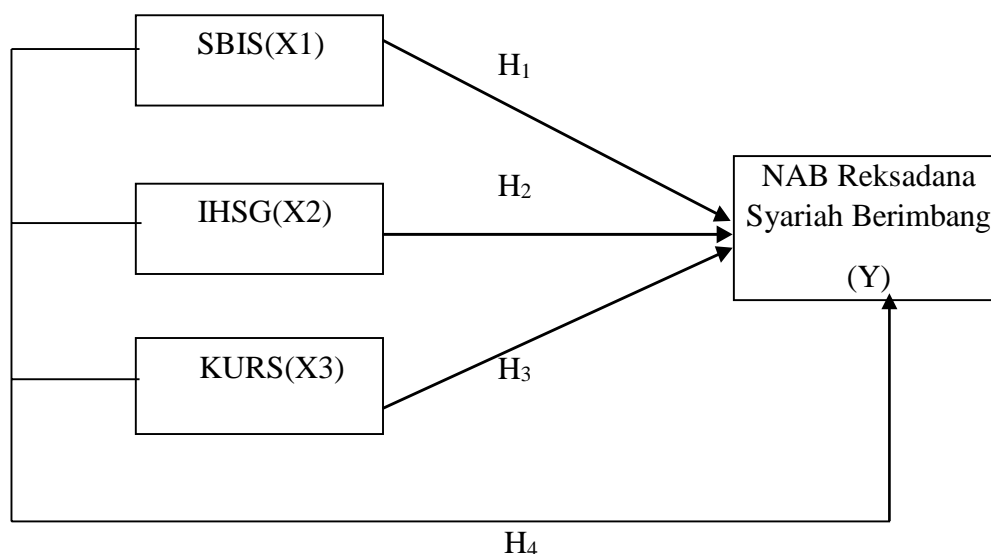 SBIS(X1)
H₁
NAB Reksadana
Syariah Berimbang
(Y)
IHSG(X2)
H₂
KURS(X3)
H₃
H₄